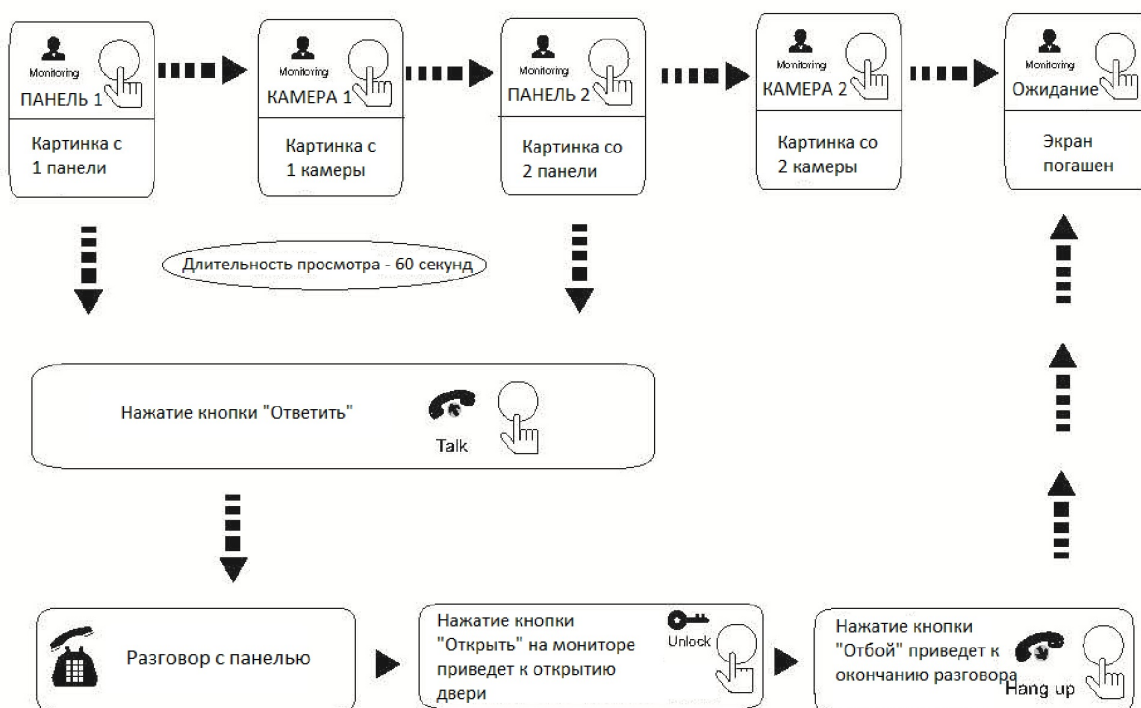 Monitoring
ПАНЕЛЬ 1
Картинка с
1 панели
Monitoring
КАМЕРА 1
Картинка с
1 камеры
Monitoring
ПАНЕЛЬ 2
Картинка со
2 панели
Monitoring
КАМЕРА 2
Картинка со
2 камеры
Monitoring
Ожидание
Экран
погашен
Длительность просмотра - 60 секунд
Нажатие кнопки "Ответить"
Talk
Разговор с панелью
Нажатие кнопки
"Открыть" на мониторе
приведет к открытию
двери
Unlock
Нажатие кнопки
"Отбой" приведет к
окончанию разговора
Hang up